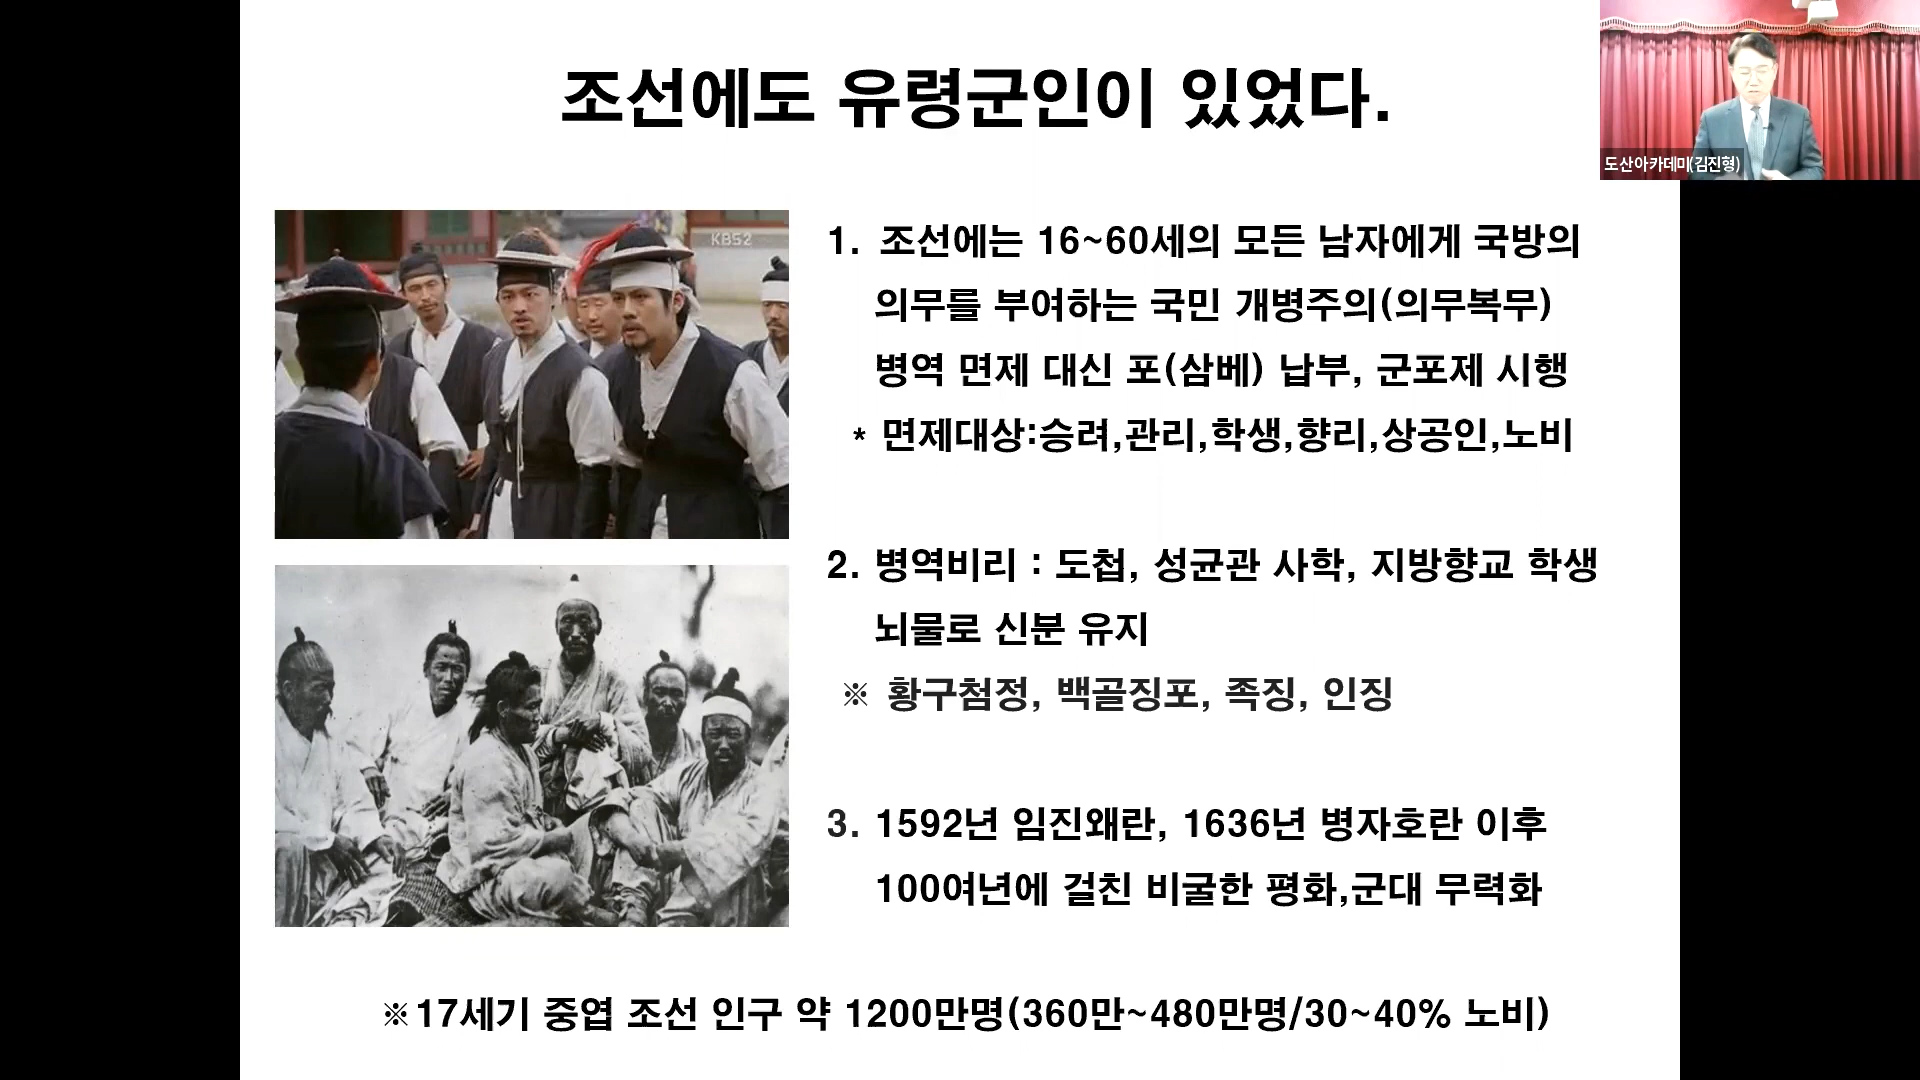 조선에도 유령군인이 있었다.
도산아카데미(김진형)
KBS2
1. 조선에는 16~60세의 모든 남자에게 국방의
의무를 부여하는 국민 개병주의(의무복무)
병역 면제 대신 포(삼베) 납부, 군포제 시행
* 면제대상:승려,관리,학생,향리,상공인,노비
2. 병역비리 : 도첩, 성균관 사학, 지방향교 학생
뇌물로 신분 유지
※ 황구첨정, 백골징포, 족징, 인징
3. 1592년 임진왜란, 1636년 병자호란 이후
100여년에 걸친 비굴한 평화,군대 무력화
※17세기 중엽 조선 인구 약 1200만명(360만~480만명/30~40% 노비)